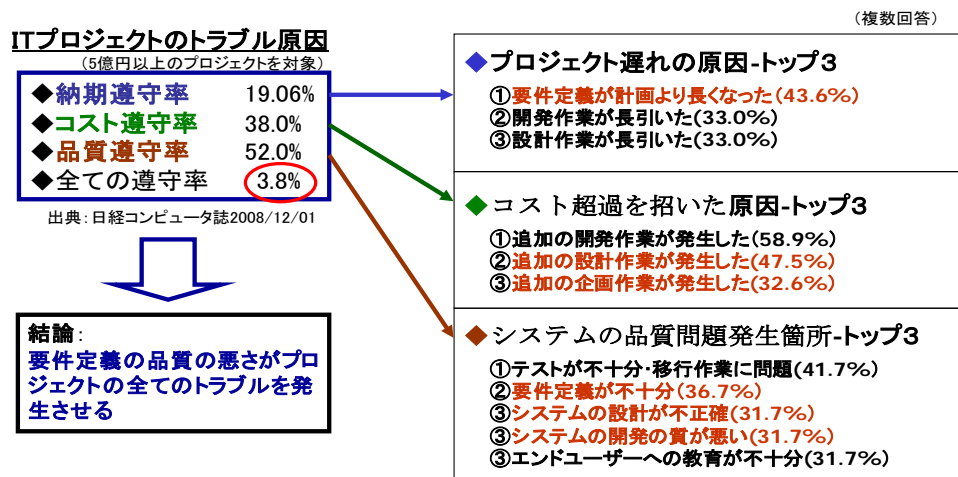 (複数回答)
ITプロジェクトのトラブル原因
(5億円以上のプロジェクトを対象)
◆納期遵守率 19.06%
◆コスト遵守率 38.0%
◆品質遵守率 52.0%
◆全ての遵守率 3.8%
出典:日経コンピュータ誌2008/12/01
結論:
要件定義の品質の悪さがプロ
ジェクトの全てのトラブルを発
生させる
◆プロジェクト遅れの原因-トップ3
①要件定義が計画より長くなった(43.6%)
②開発作業が長引いた(33.0%)
③設計作業が長引いた(33.0%)
◆コスト超過を招いた原因-トップ3
①追加の開発作業が発生した(58.9%)
②追加の設計作業が発生した(47.5%)
③追加の企画作業が発生した(32.6%)
◆システムの品質問題発生箇所-トップ3
①テストが不十分・移行作業に問題(41.7%)
②要件定義が不十分(36.7%)
③システムの設計が不正確(31.7%)
③システムの開発の質が悪い(31.7%)
③エンドユーザーへの教育が不十分(31.7%)